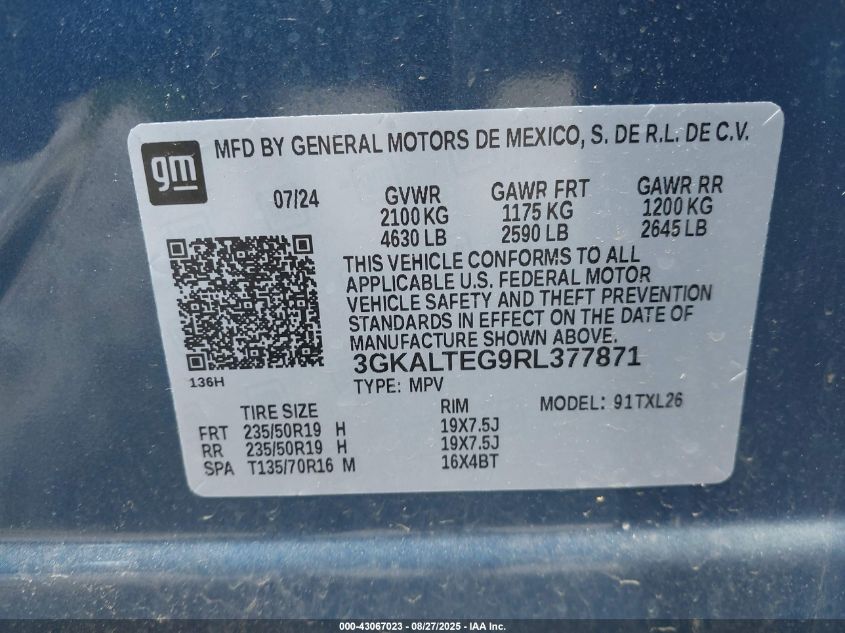 gm
MFD BY GENERAL MOTORS DE MEXICO, S. DE R.L. DE C.V.
07/24 GVWR GAWR FRT GAWR RR
2100 KG 1175 KG 1200 KG
4630 LB 2590 LB 2645 LB
THIS VEHICLE CONFORMS TO ALL
APPLICABLE U.S. FEDERAL MOTOR
VEHICLE SAFETY AND THEFT PREVENTION
STANDARDS IN EFFECT ON THE DATE OF
MANUFACTURE SHOWN ABOVE.
3GKALTEG9RL377871
136H
TYPE: MPV
TIRE SIZE RIM MODEL: 91TXL26
FRT 235/50R19 H 19X7.5J
RR 235/50R19 H 19X7.5J
SPA T135/70R16 M 16X4BT
000-43067023 - 08/27/2025 - IAA Inc.